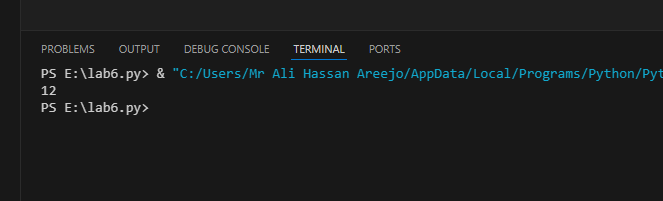 PROBLEMS OUTPUT DEBUG CONSOLE TERMINAL PORTS
PS E:\lab6.py> & "C:/Users/Mr Ali Hassan Areejo/AppData/Local/Programs/Python/Pyt
12
PS E:\lab6.py>